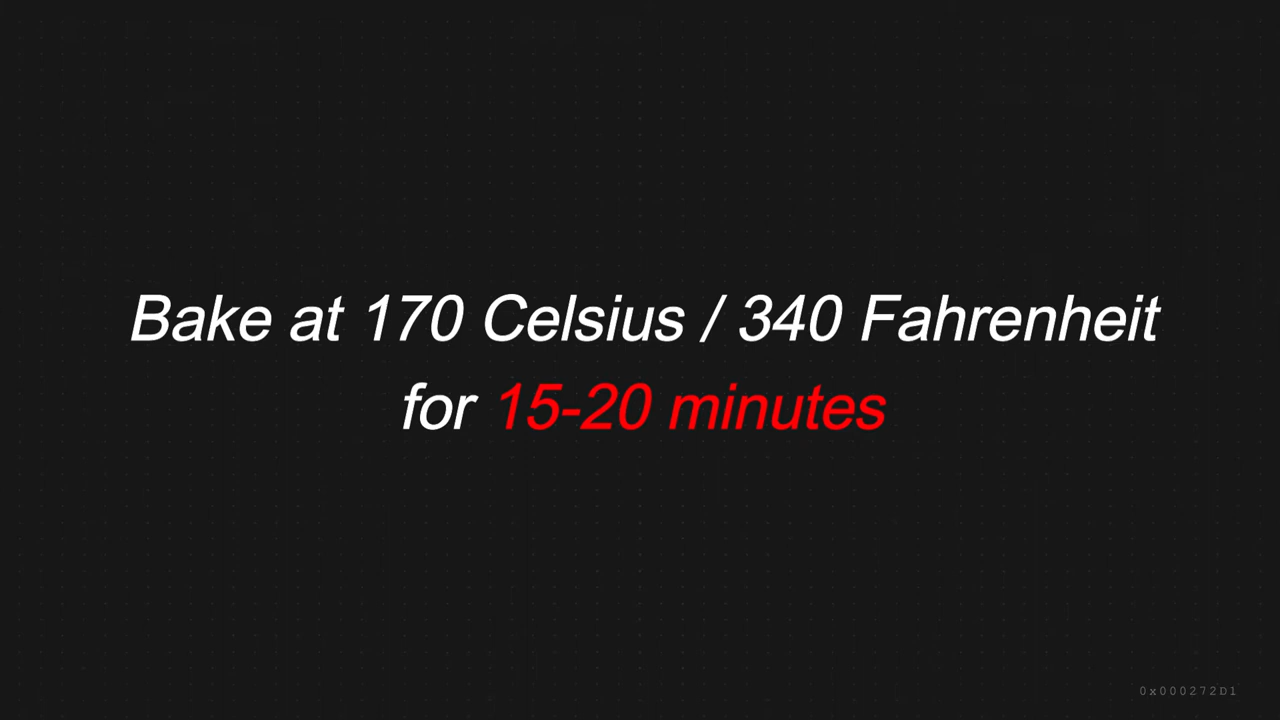 Bake at 170 Celsius / 340 Fahrenheit
for 15-20 minutes
0x000272D1